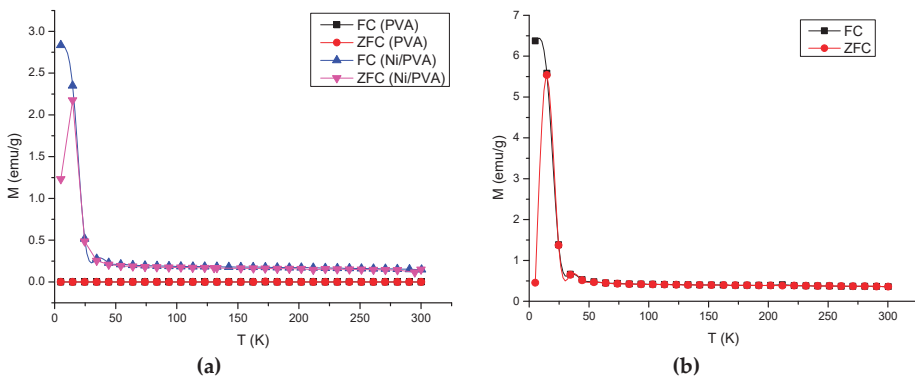 FC (PVA)
ZFC (PVA)
FC (Ni/PVA)
ZFC (Ni/PVA)
3.0
2.5
2.0
1.5
1.0
0.5
0.0
M (emu/g)
0 50 100 150 200 250 300
T (K)
(a)
FC
ZFC
7
6
5
4
3
2
1
0
M (emu/g)
0 50 100 150 200 250 300
T (K)
(b)